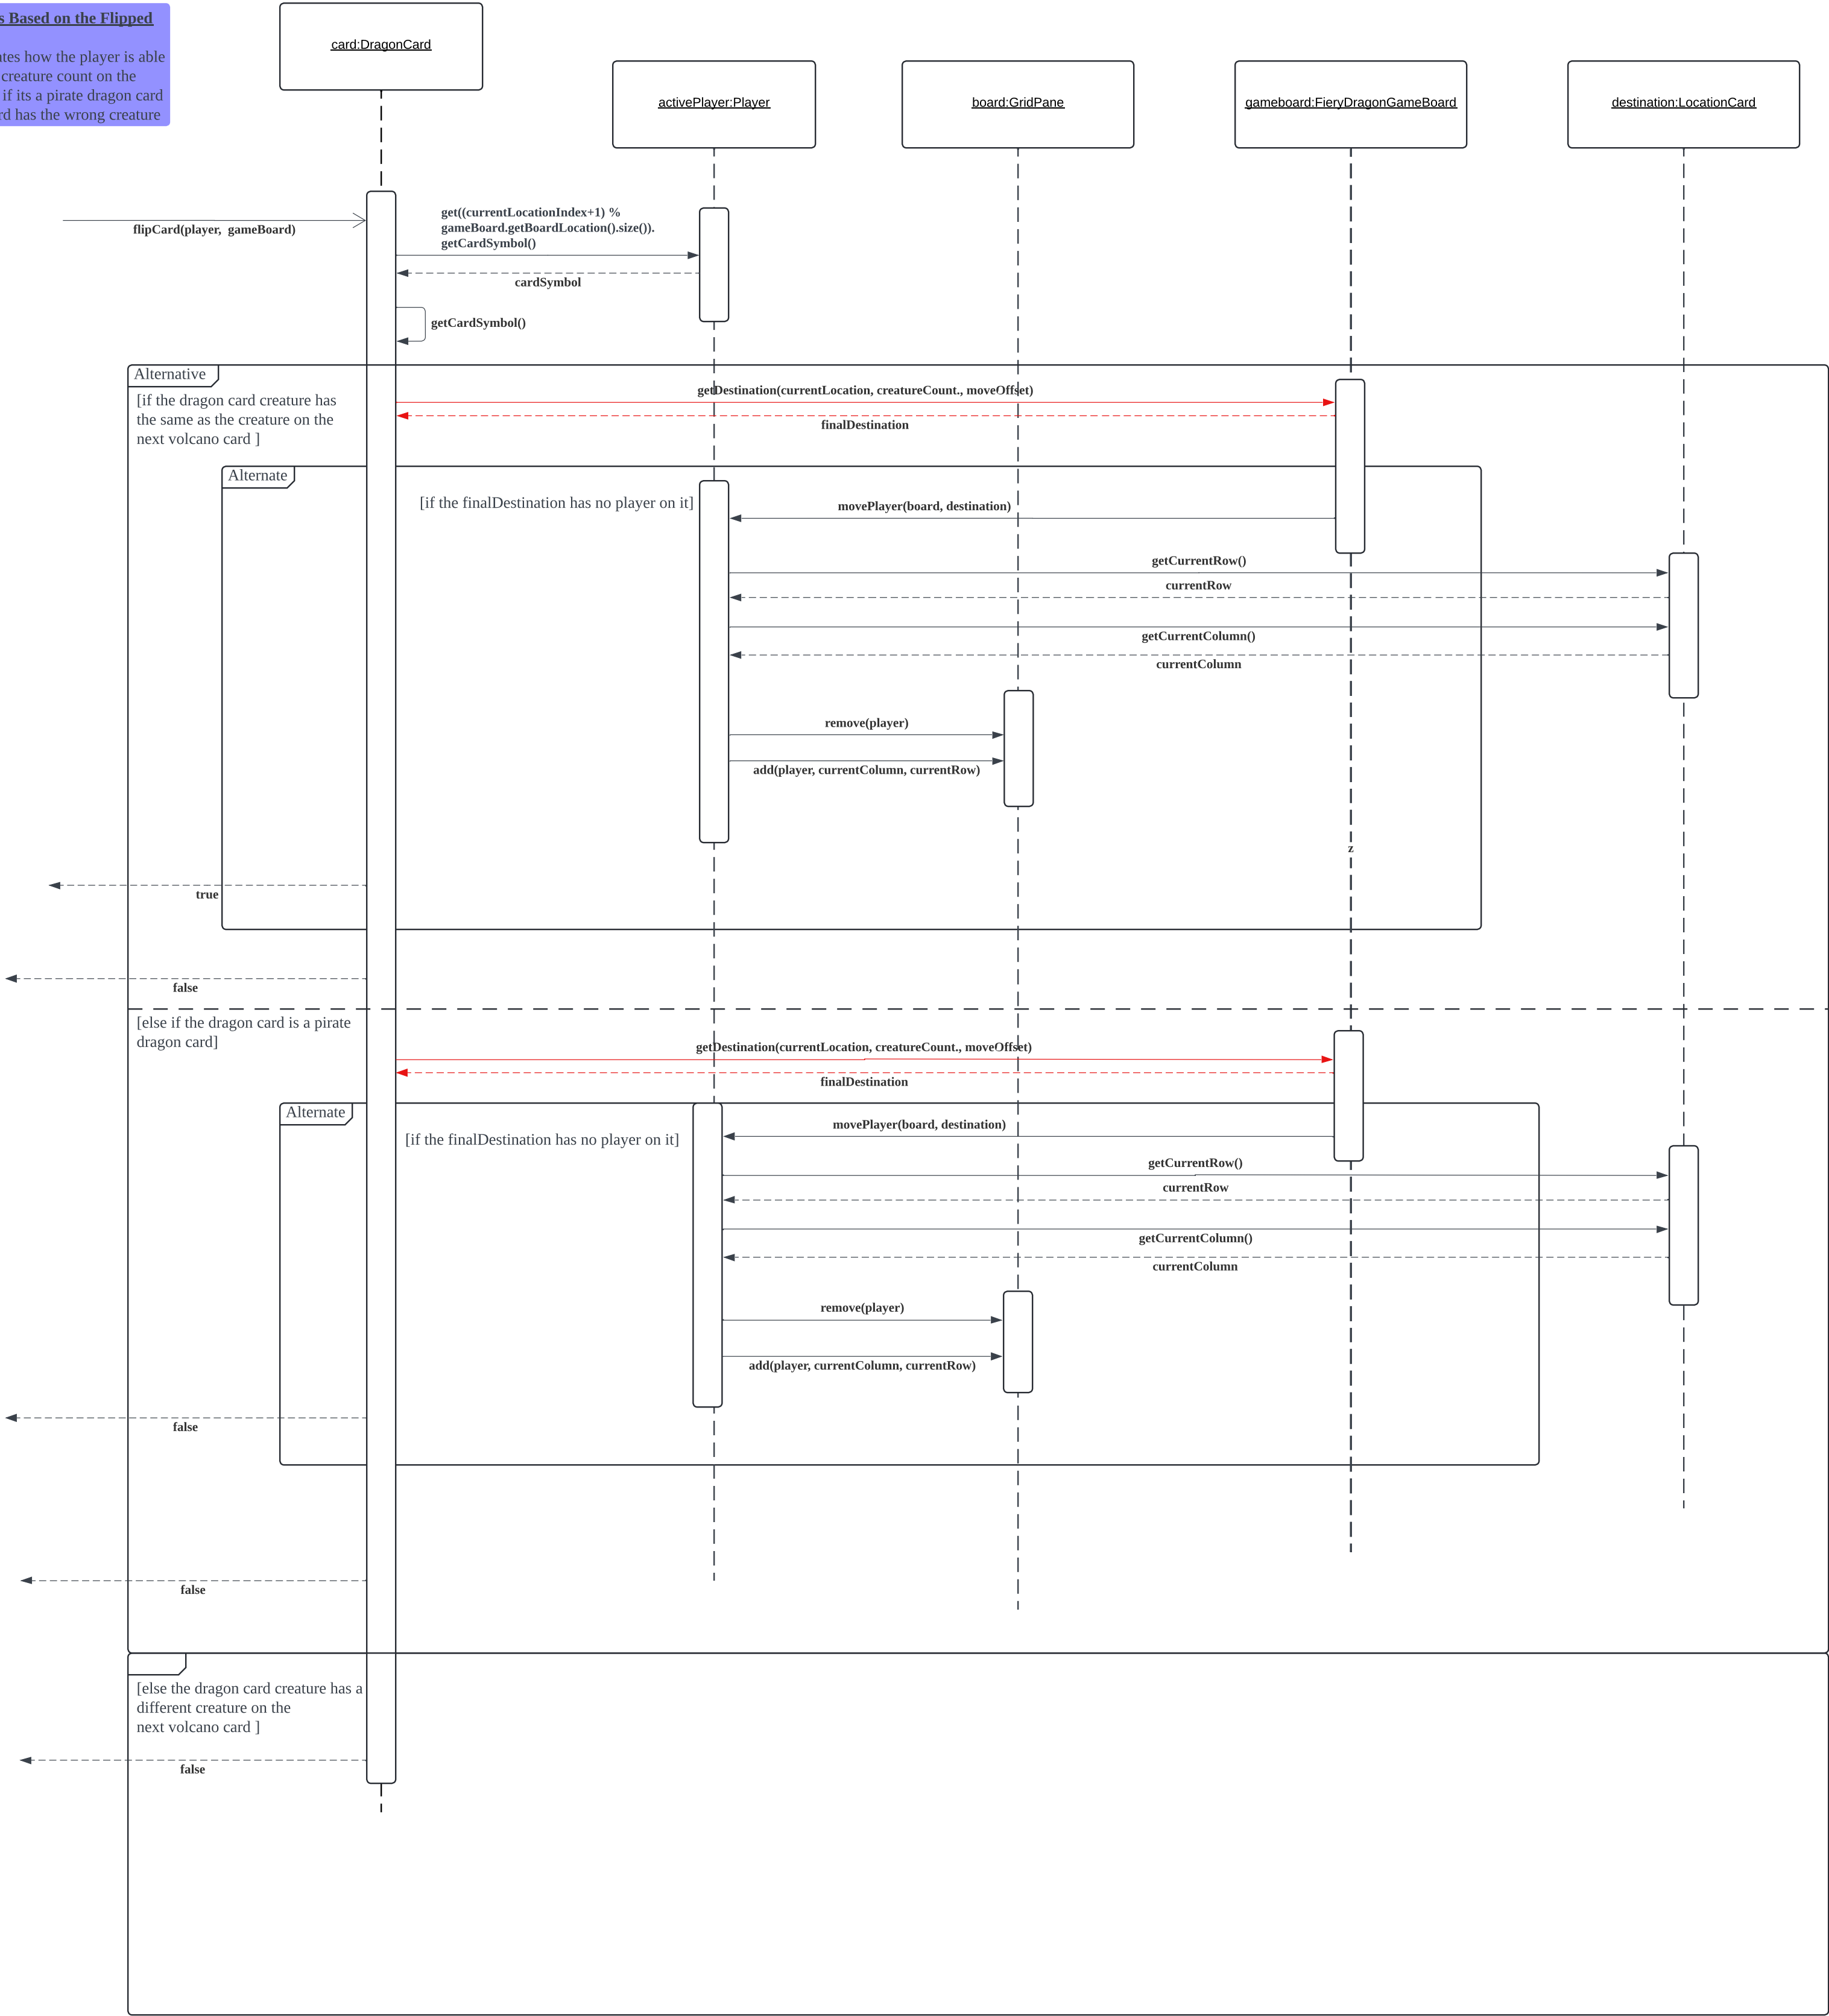 s Based on the Flipped
ates how the player is able
creature count on the
if its a pirate dragon card
rd has the wrong creature
card:DragonCard
activePlayer:Player
board:GridPane
gameboard:FieryDragonGameBoard
destination:LocationCard
flipCard(player,  gameBoard)
get((currentLocationIndex+1) %
gameBoard.getBoardLocation().size()).
getCardSymbol()
cardSymbol
getCardSymbol()
Alternative
[if the dragon card creature has
the same as the creature on the
next volcano card ]
getDestination(currentLocation, creatureCount., moveOffset)
finalDestination
Alternate
[if the finalDestination has no player on it]
movePlayer(board, destination)
getCurrentRow()
currentRow
getCurrentColumn()
currentColumn
remove(player)
add(player, currentColumn, currentRow)
z
true
false
[else if the dragon card is a pirate
dragon card]
getDestination(currentLocation, creatureCount., moveOffset)
finalDestination
Alternate
[if the finalDestination has no player on it]
movePlayer(board, destination)
getCurrentRow()
currentRow
getCurrentColumn()
currentColumn
remove(player)
add(player, currentColumn, currentRow)
false
false
[else the dragon card creature has a
different creature on the
next volcano card ]
false